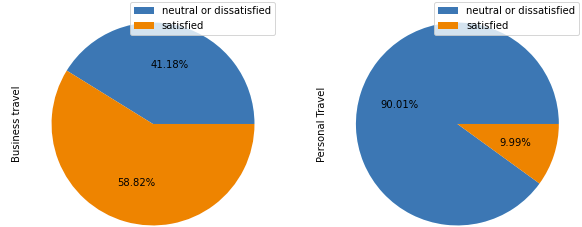 neutral or dissatisfied
satisfied
41.18%
58.82%
Business travel
neutral or dissatisfied
satisfied
90.01%
9.99%
Personal Travel